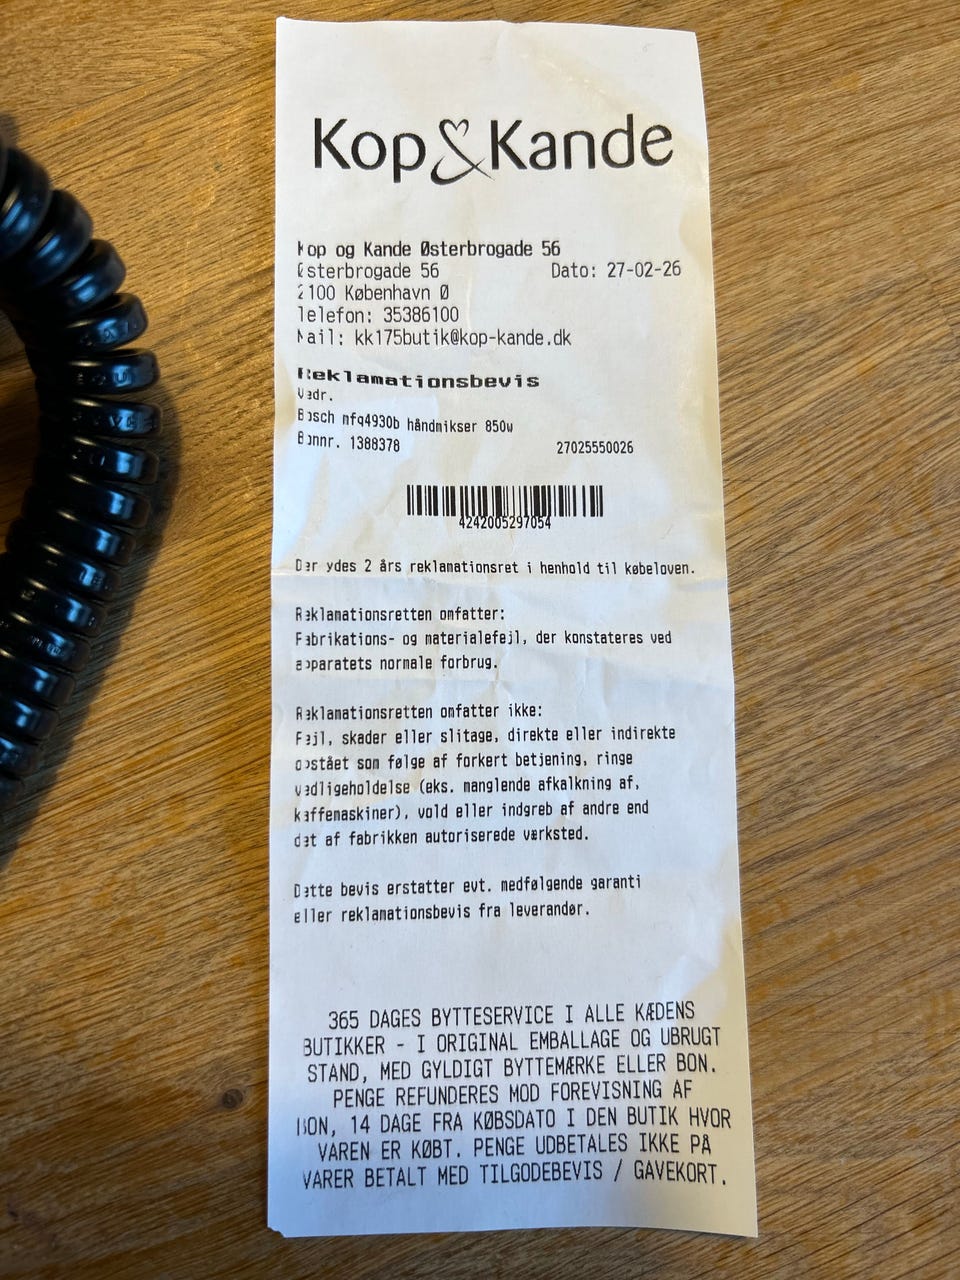 Kop&Kande
Kop og Kande Østerbrogade 56
Østerbrogade 56 Dato: 27-02-26
2100 København Ø
Telefon: 35386100
Mail: kk175butik@kop-kande.dk
Reklamationsbevis
Vedr.
Bosch mfq4930b håndmikser 850w
Bonnr. 1388378 27025550026
4242005297054
Der ydes 2 års reklamationsret i henhold til købeloven.
Reklamationsretten omfatter:
Fabrikations- og materialefejl, der konstateres ved
apparatets normale forbrug.
Reklamationsretten omfatter ikke:
Fejl, skader eller slitage, direkte eller indirekte
opstået som følge af forkert betjening, ringe
vedligeholdelse (eks. manglende afkalkning af,
kaffemaskiner), vold eller indgreb af andre end
det af fabrikken autoriserede værksted.
Dette bevis erstatter evt. medfølgende garanti
eller reklamationsbevis fra leverandør.
365 DAGES BYTTESERVICE I ALLE KÆDENS
BUTIKKER - I ORIGINAL EMBALLAGE OG UBRUGT
STAND, MED GYLDIGT BYTTEMÆRKE ELLER BON.
PENGE REFUNDERES MOD FOREVISNING AF
BON, 14 DAGE FRA KØBSDATO I DEN BUTIK HVOR
VAREN ER KØBT. PENGE UDBETALES IKKE PÅ
VARER BETALT MED TILGODEBEVIS / GAVEKORT.